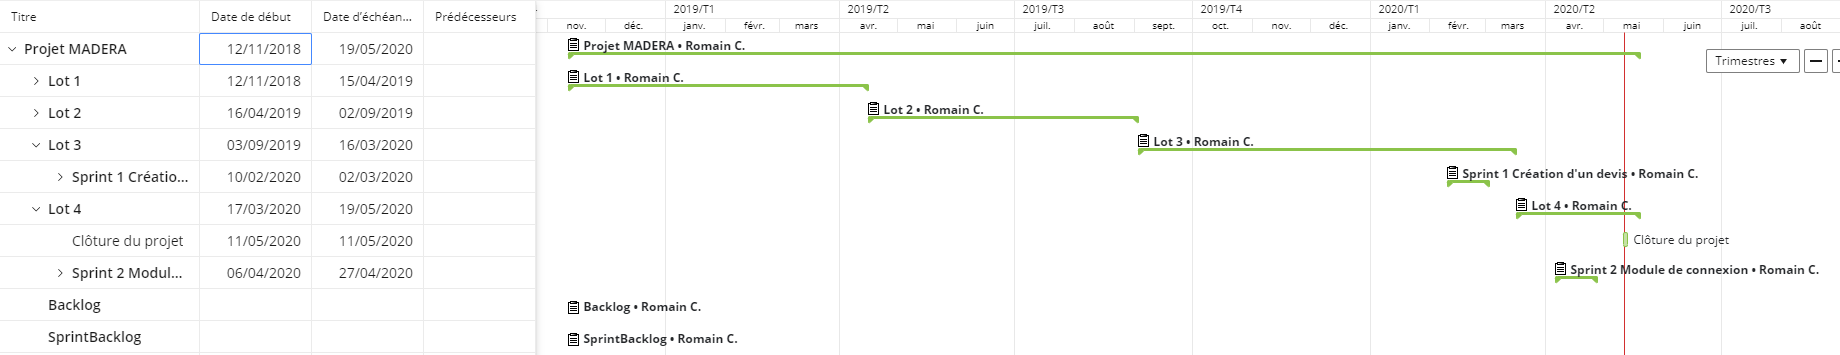 Titre Date de début Date d'échéan... Prédécesseurs 2019/T1 2019/T2 2019/T3 2019/T4 2020/T1 2020/T2 2020/T3
nov. déc. janv. févr. mars avr. mai juin juil. août sept. oct. nov. déc. janv. févr. mars avr. mai juin juil. août
Projet MADERA 12/11/2018 19/05/2020 Projet MADERA • Romain C.
Trimestres
Lot 1 12/11/2018 15/04/2019 Lot 1 • Romain C.
Lot 2 16/04/2019 02/09/2019 Lot 2 • Romain C.
Lot 3 03/09/2019 16/03/2020 Lot 3 • Romain C.
Sprint 1 Créatio... 10/02/2020 02/03/2020 Sprint 1 Création d'un devis • Romain C.
Lot 4 17/03/2020 19/05/2020 Lot 4 • Romain C.
Clôture du projet 11/05/2020 11/05/2020 Clôture du projet
Sprint 2 Modul... 06/04/2020 27/04/2020 Sprint 2 Module de connexion • Romain C.
Backlog Backlog • Romain C.
SprintBacklog SprintBacklog • Romain C.